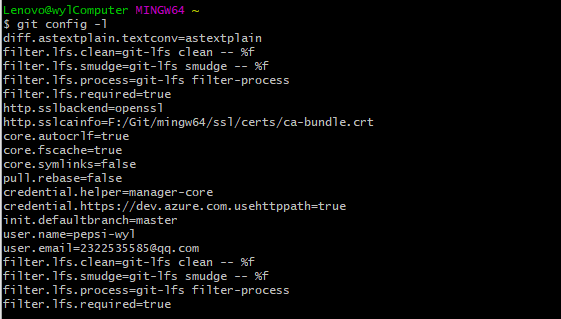 Lenovo@wylComputer MINGW64 ~
$ git config -l
diff.astextplain.textconv=astextplain
filter.lfs.clean=git-lfs clean -- %f
filter.lfs.smudge=git-lfs smudge -- %f
filter.lfs.process=git-lfs filter-process
filter.lfs.required=true
http.sslbackend=openssl
http.sslcainfo=F:/Git/mingw64/ssl/certs/ca-bundle.crt
core.autocrlf=true
core.fscache=true
core.symlinks=false
pull.rebase=false
credential.helper=manager-core
credential.https://dev.azure.com.usehttppath=true
init.defaultbranch=master
user.name=pepsi-wyl
user.email=2322535585@qq.com
filter.lfs.clean=git-lfs clean -- %f
filter.lfs.smudge=git-lfs smudge -- %f
filter.lfs.process=git-lfs filter-process
filter.lfs.required=true